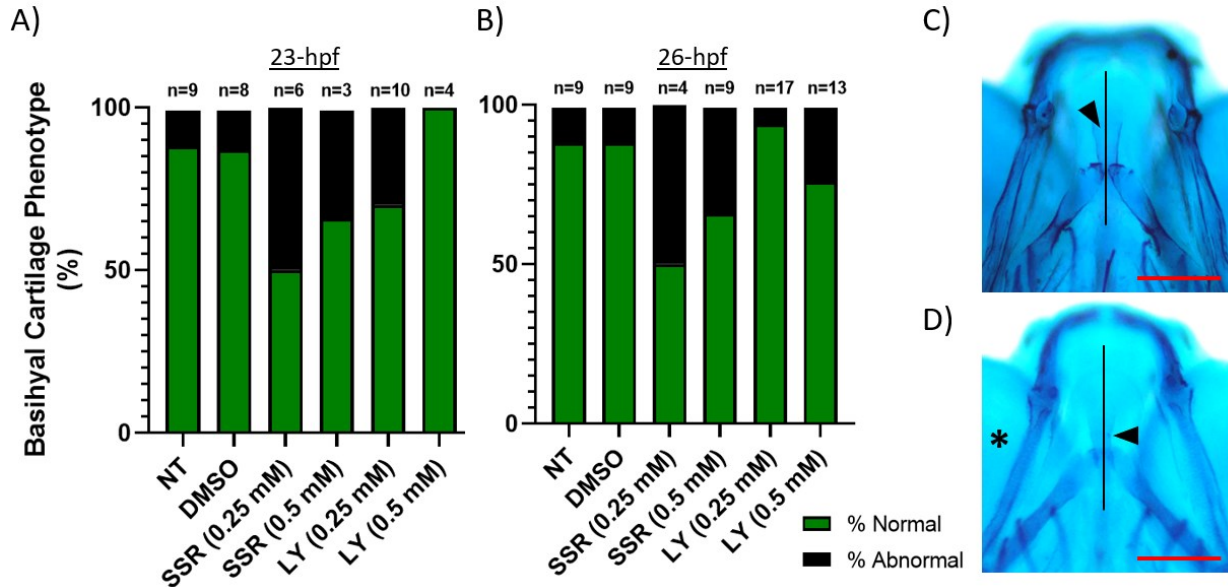 A)
B)
C)
D)
23-hpf
n=9 n=8 n=6 n=3 n=10 n=4
26-hpf
n=9 n=9 n=4 n=9 n=17 n=13
Basihyal Cartilage Phenotype
(%)
100
50
0
NT
DMSO
SSR (0.25 mM)
SSR (0.5 mM)
LY (0.25 mM)
LY (0.5 mM)
100
50
0
NT
DMSO
SSR (0.25 mM)
SSR (0.5 mM)
LY (0.25 mM)
LY (0.5 mM)
% Normal
% Abnormal
*